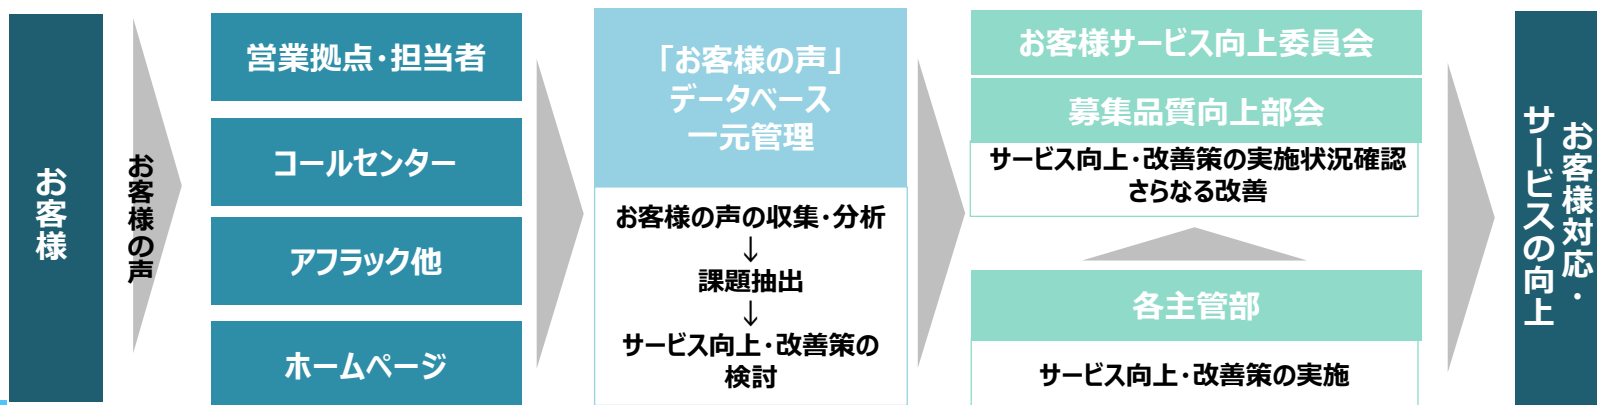 お客様
お客様の声
営業拠点・担当者
コールセンター
アフラック他
ホームページ
「お客様の声」
データベース
一元管理
お客様の声の収集・分析
↓
課題抽出
↓
サービス向上・改善策の
検討
お客様サービス向上委員会
募集品質向上部会
サービス向上・改善策の実施状況確認
さらなる改善
各主管部
サービス向上・改善策の実施
お客様対応・
サービスの向上